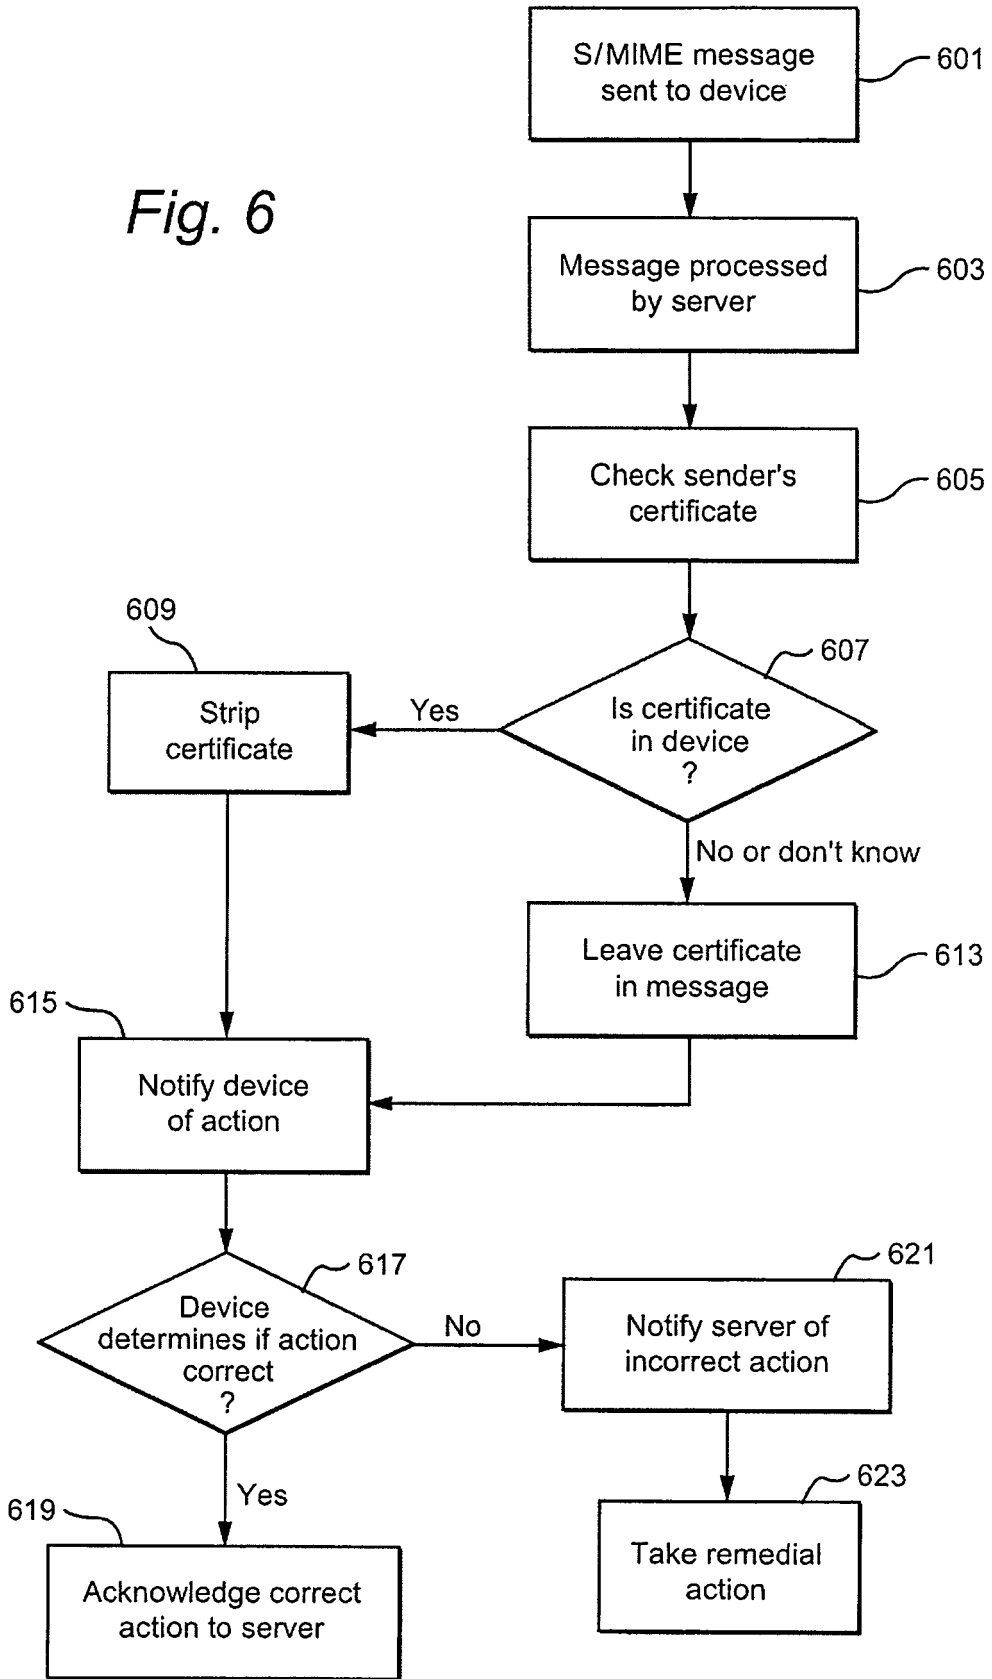 Fig. 6
S/MIME message
sent to device
601
Message processed
by server
603
Check sender's
certificate
605
Is certificate
in device
?
607
Yes
609
Strip
certificate
No or don't know
Leave certificate
in message
613
615
Notify device
of action
Device
determines if action
correct
?
617
No
621
Notify server of
incorrect action
Yes
623
Take remedial
action
619
Acknowledge correct
action to server